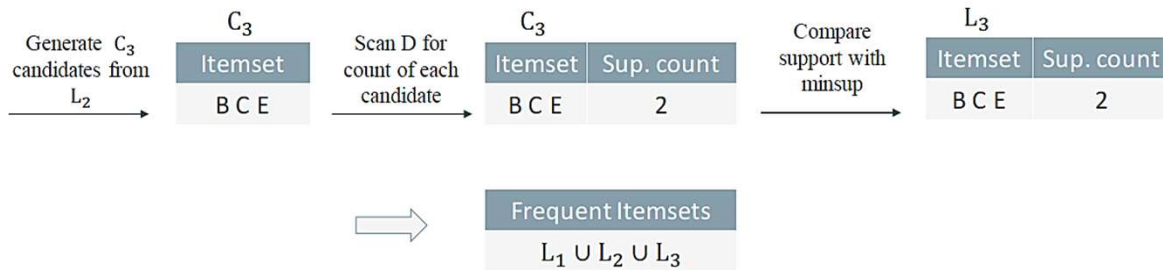 Generate C₃
candidates from
L₂
C₃
Itemset
B C E
Scan D for
count of each
candidate
C₃
Itemset Sup. count
B C E 2
Compare
support with
minsup
L₃
Itemset Sup. count
B C E 2
Frequent Itemsets
L₁ ∪ L₂ ∪ L₃